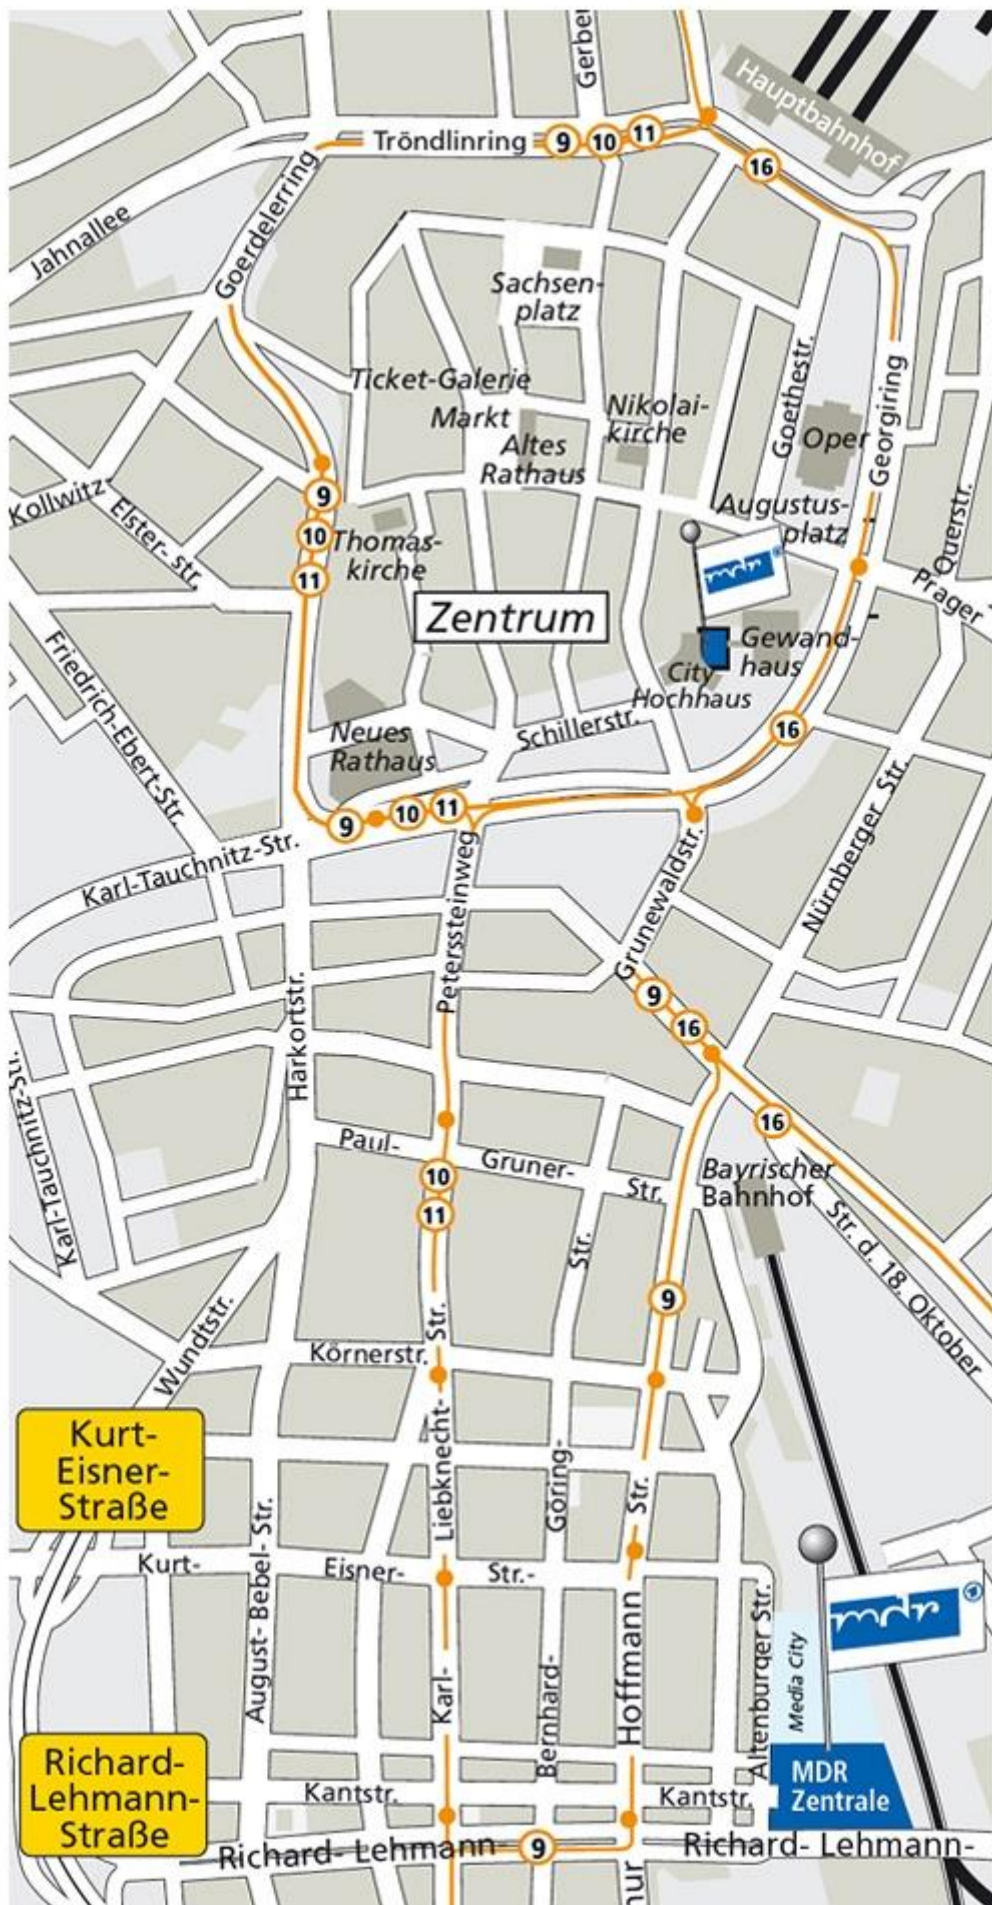 Gerber
Hauptbahnhof
Tröndlinring
9
10
11
16
Goerdelerring
Jahnallee
Sachsen-
platz
Ticket-Galerie
Markt
Altes
Rathaus
Nikolai-
kirche
Goethestr.
Oper
Georgiring
Kollwitz
Elster- str.
9
10
11
Thomas-
kirche
Augustus-
platz
Querstr.
Prager
Zentrum
Gewand-
haus
City
Hochhaus
Friedrich-Ebert-Str.
Neues
Rathaus
Schillerstr.
16
9
10
11
Karl-Tauchnitz-Str.
Peterssteinweg
Grunewaldstr.
Nürnberger Str.
Harkortstr.
9
16
16
Karl-Tauchnitz-Str.
Paul-
Gruner-
Str.
10
11
Bayrischer
Bahnhof
Str. d. 18. Oktober
Str.
9
Wundtstr.
Körnerstr.
Str.
Kurt-
Eisner-
Straße
Liebknecht-
Göring-
Str.
August- Bebel- Str.
Kurt-
Eisner-
Str.-
Karl-
Bernhard-
Hoffmann
Altenburger Str.
Media City
Richard-
Lehmann-
Straße
Kantstr.
Kantstr.
MDR
Zentrale
Richard- Lehmann-
9
Richard- Lehmann-
hur